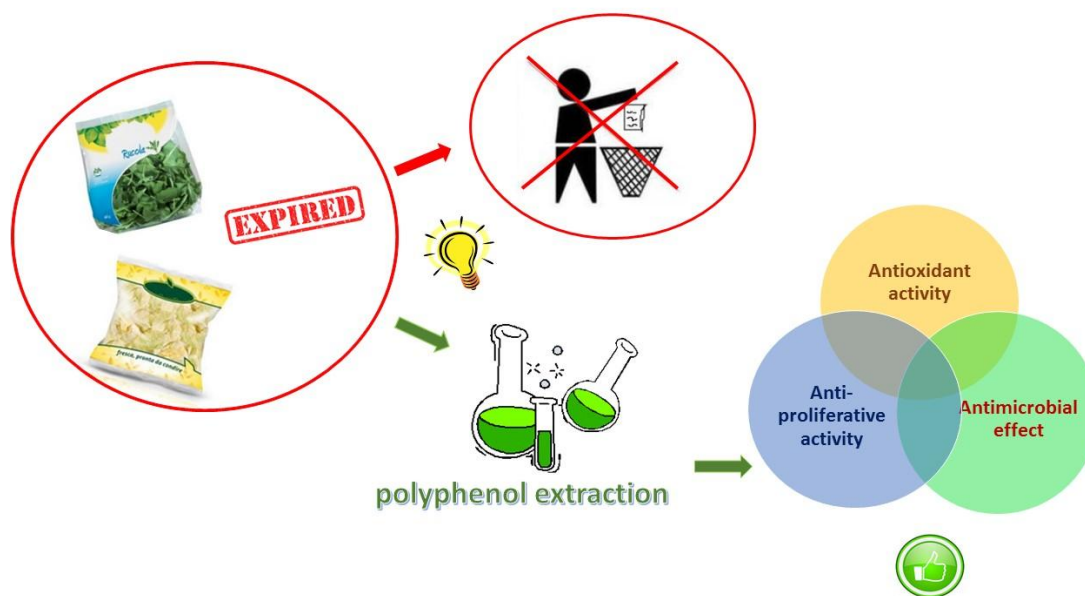 Rucola
EXPIRED
fresca, pronta da condire
polyphenol extraction
Antioxidant
activity
Anti-
proliferative
activity
Antimicrobial
effect